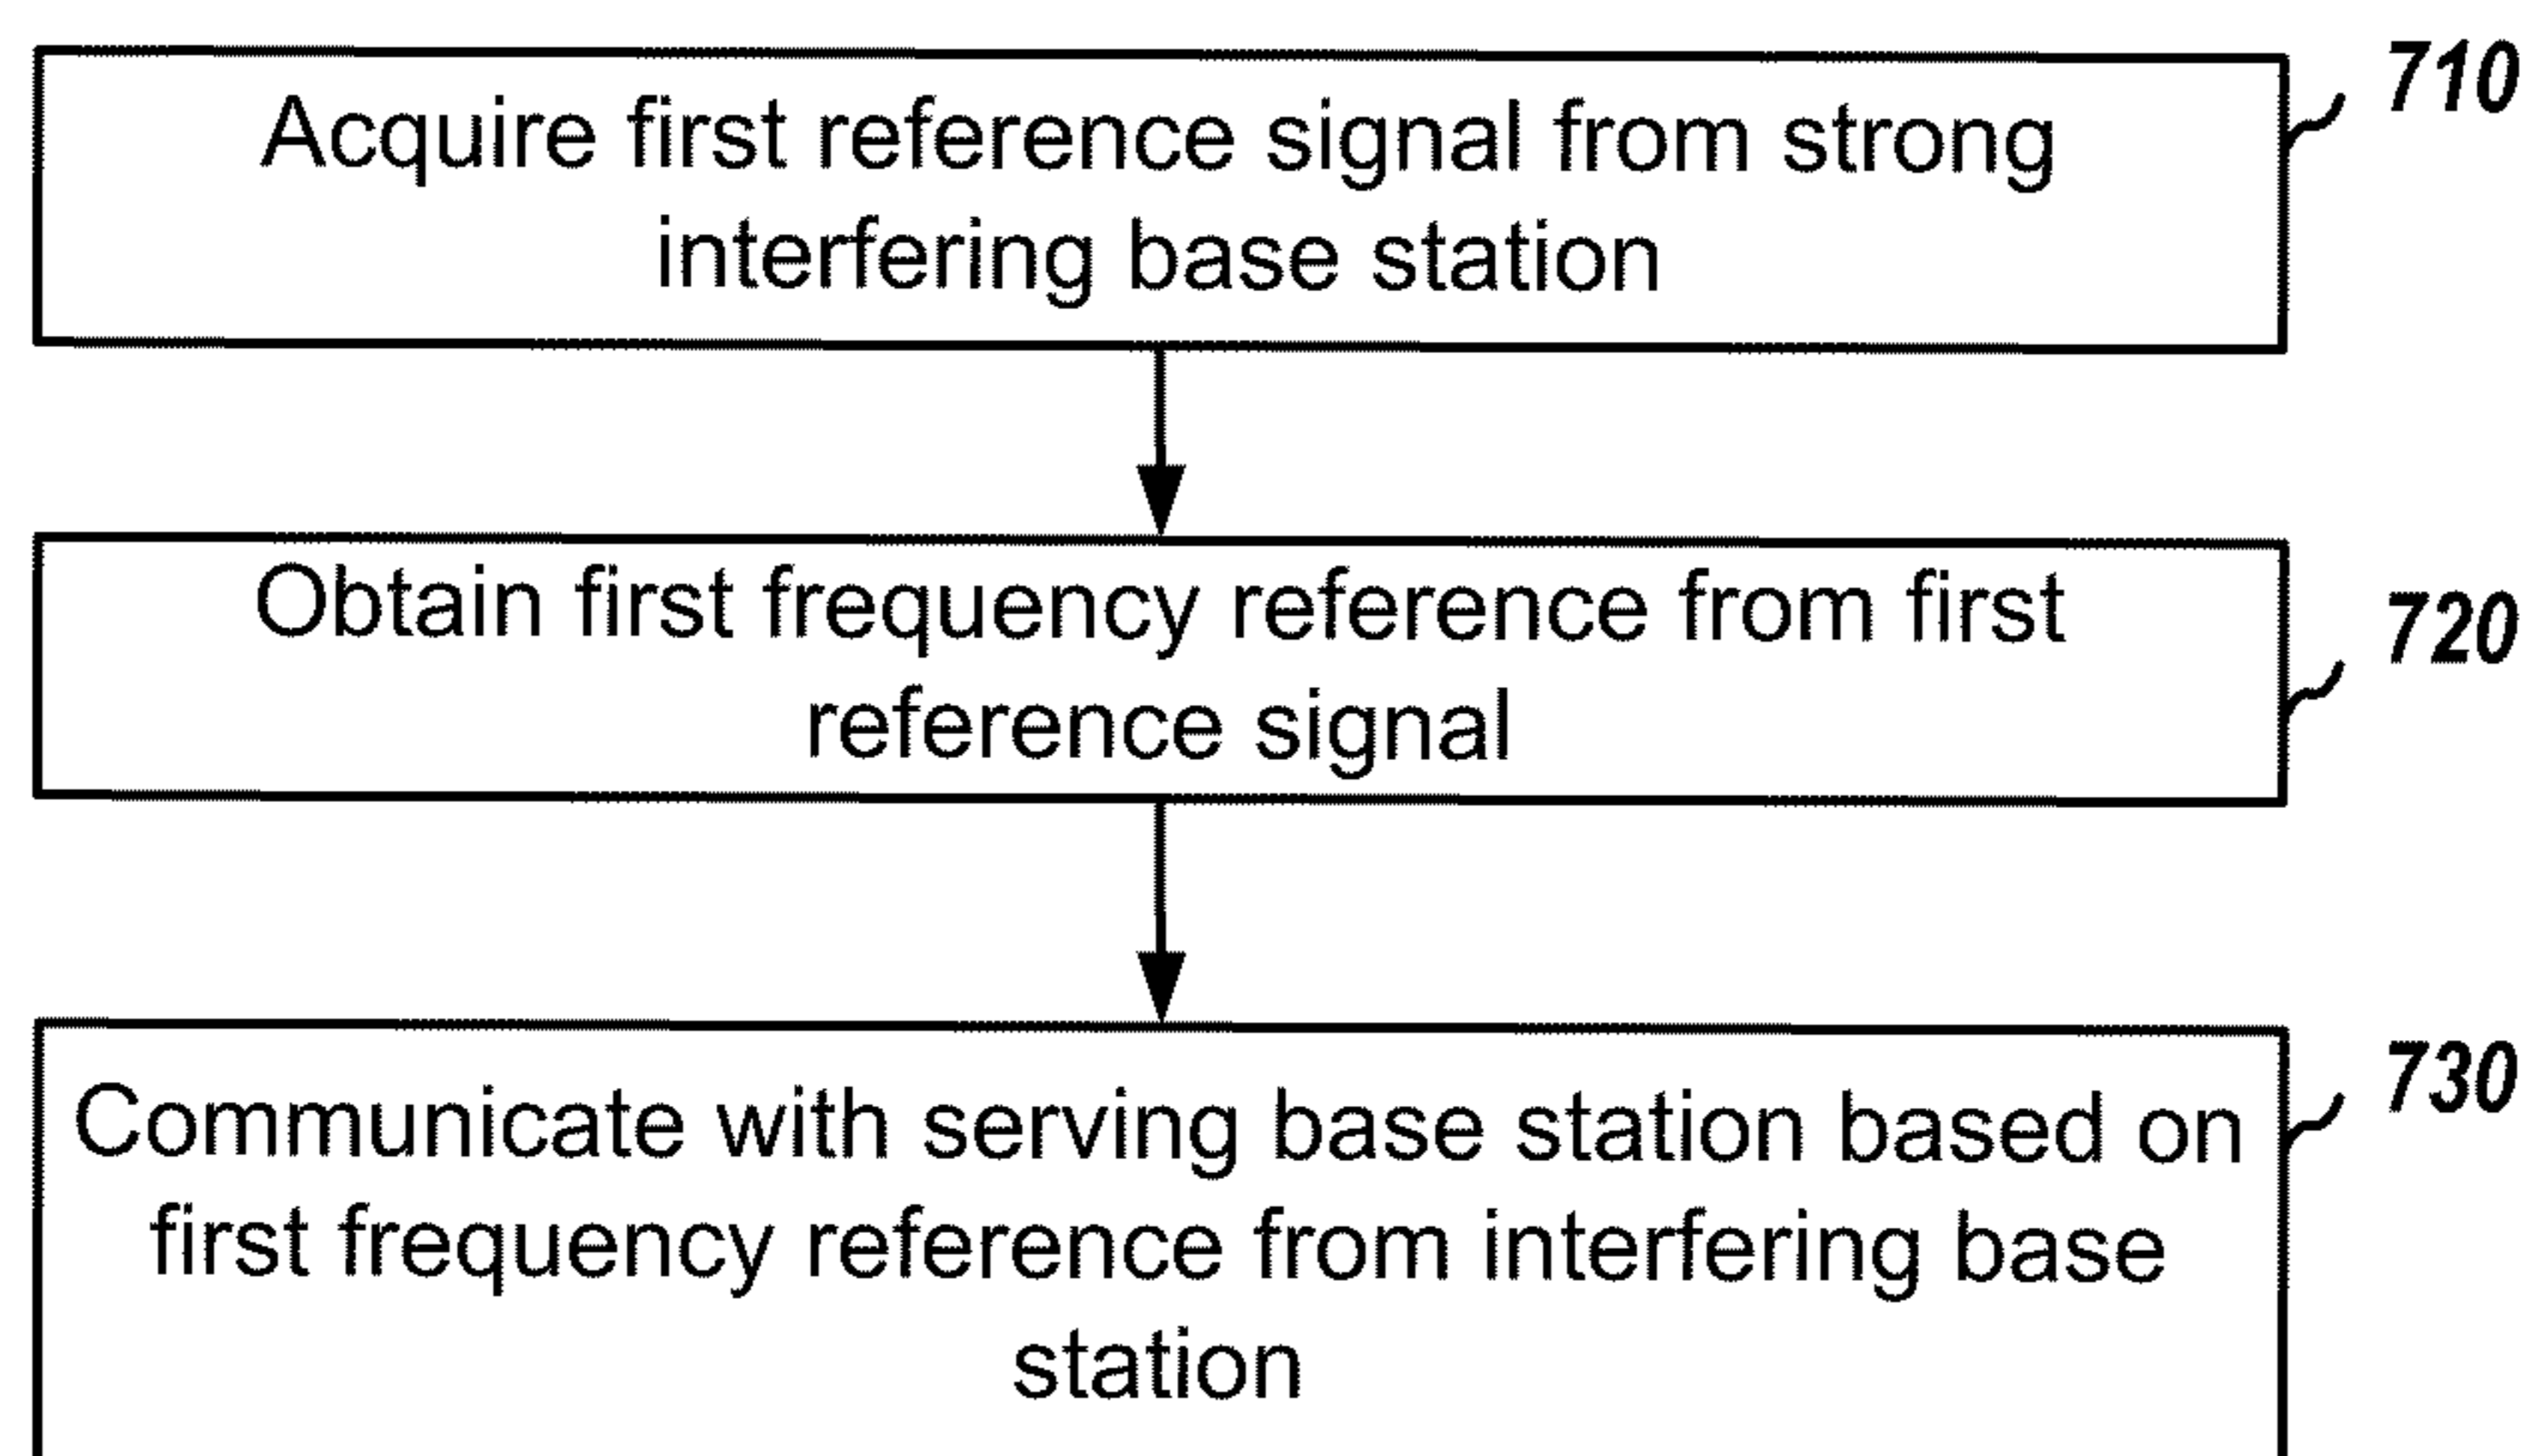 Acquire first reference signal from strong
interfering base station
710
Obtain first frequency reference from first
reference signal
720
Communicate with serving base station based on
first frequency reference from interfering base
station
730